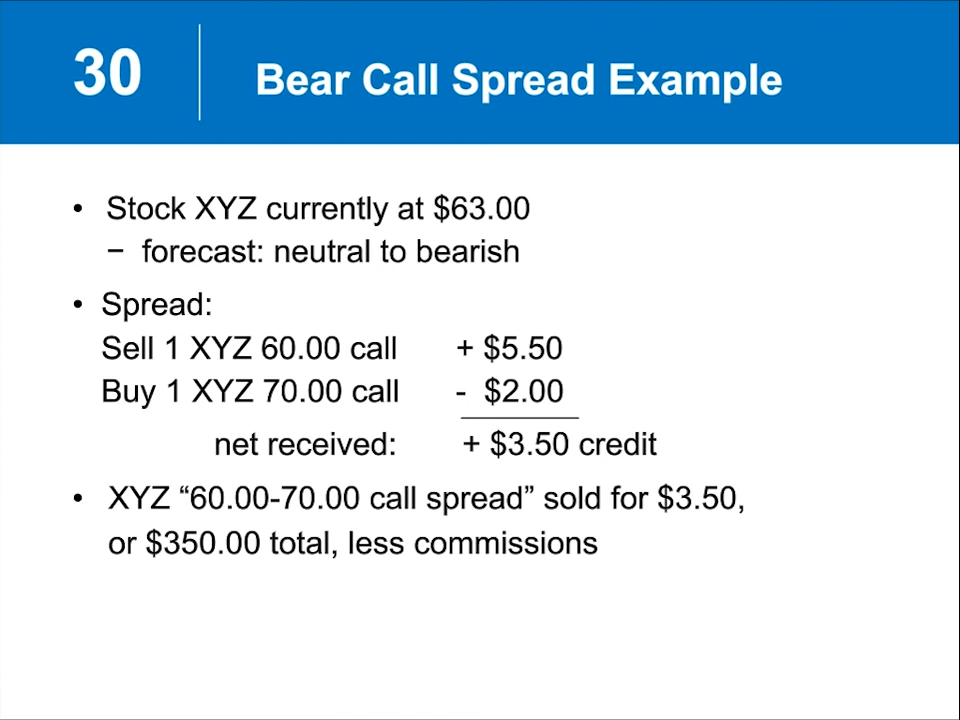 30
Bear Call Spread Example
• Stock XYZ currently at $63.00
− forecast: neutral to bearish
• Spread:
Sell 1 XYZ 60.00 call + $5.50
Buy 1 XYZ 70.00 call - $2.00
net received: + $3.50 credit
• XYZ “60.00-70.00 call spread” sold for $3.50,
or $350.00 total, less commissions